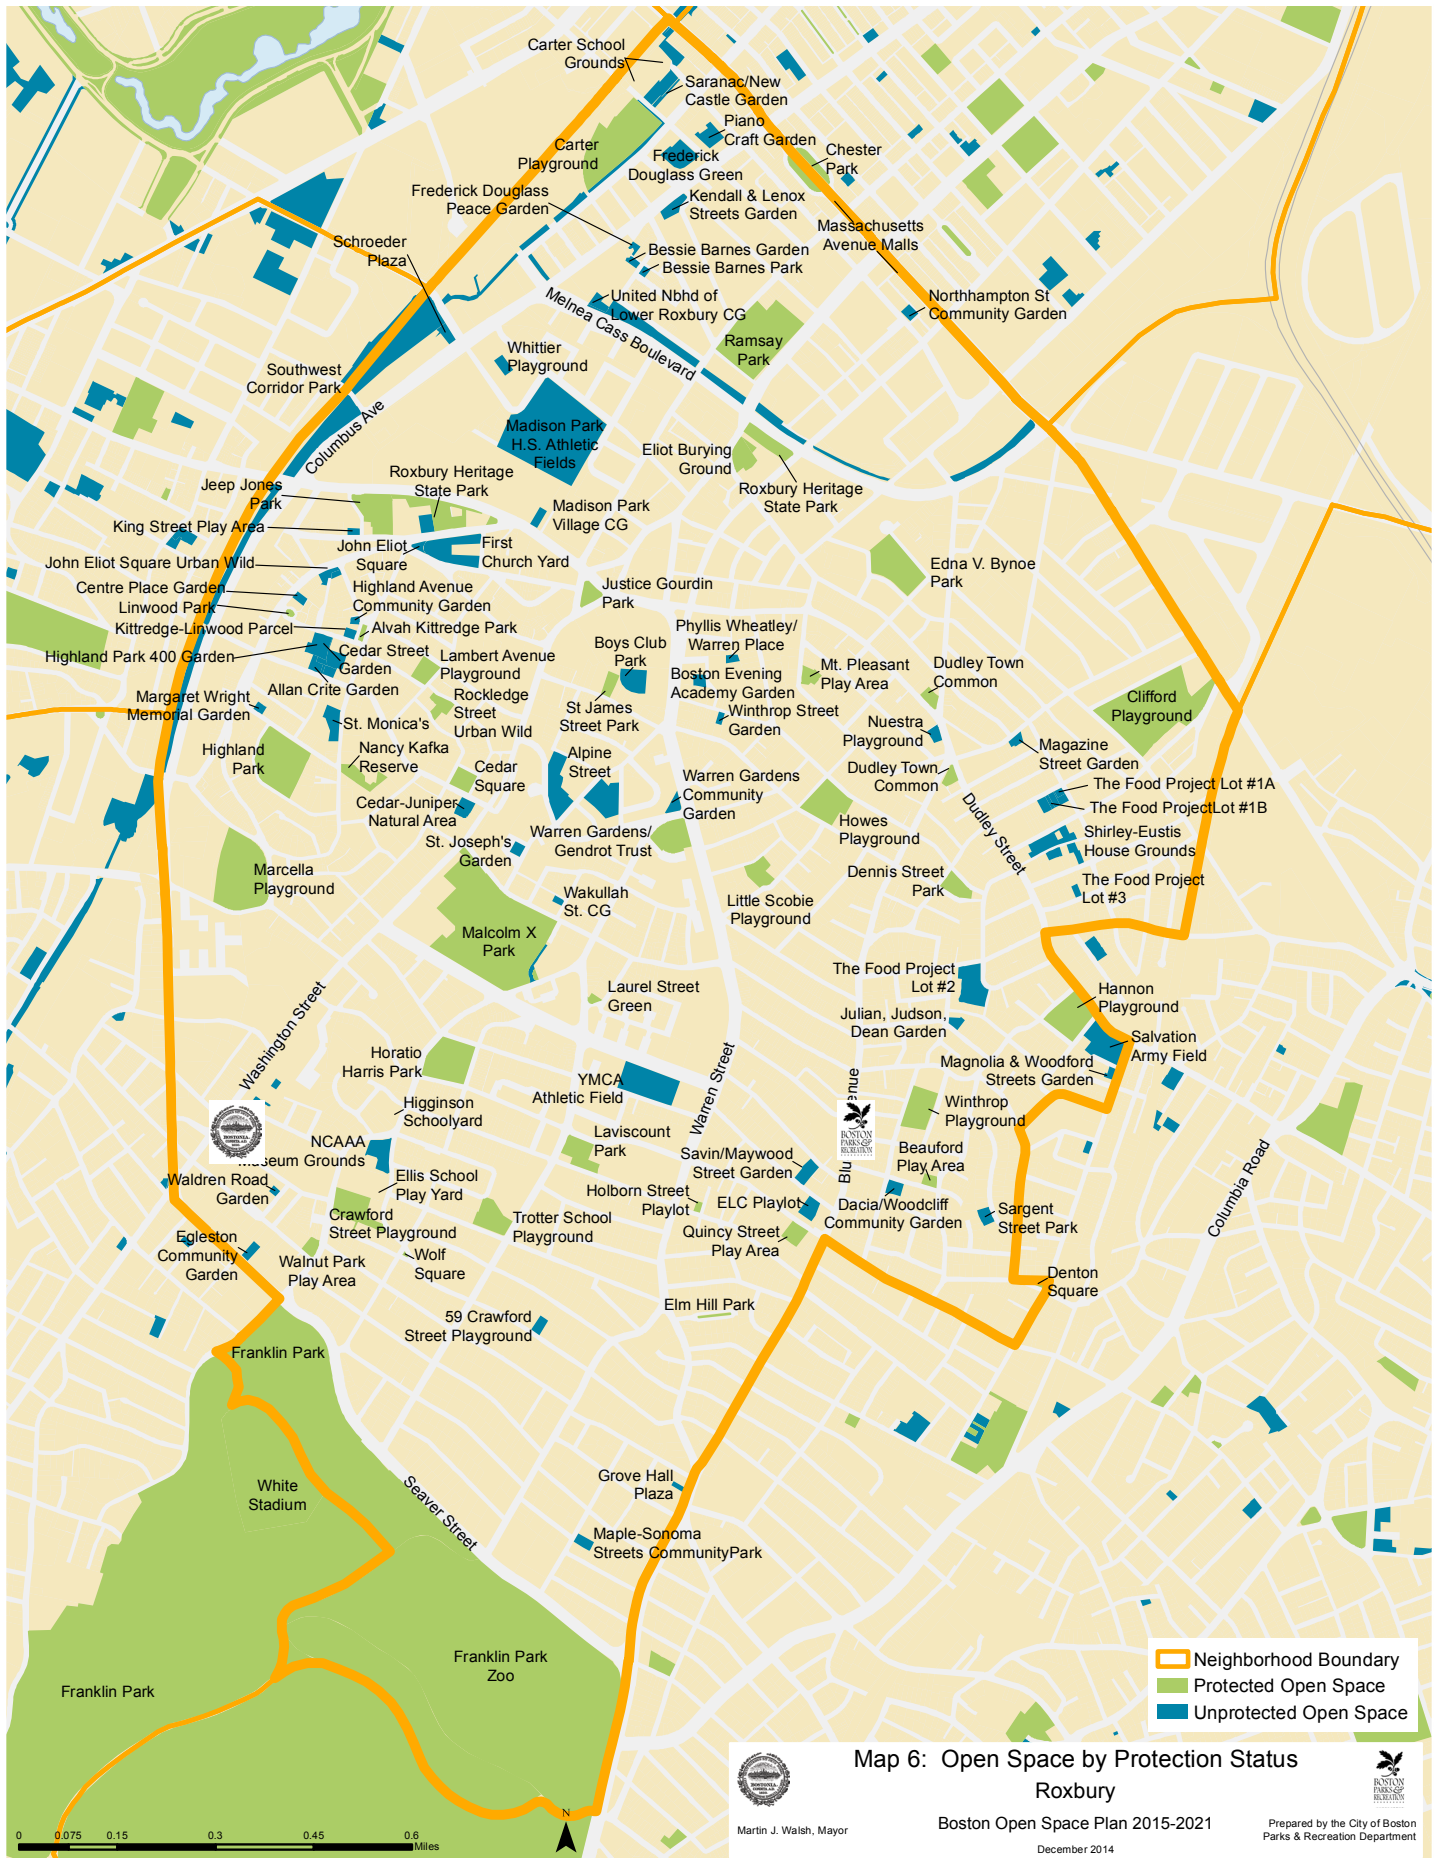 Carter School
Grounds
Saranac/New
Castle Garden
Piano
Craft Garden
Carter
Playground
Frederick
Douglass Green
Chester
Park
Frederick Douglass
Peace Garden
Kendall & Lenox
Streets Garden
Massachusetts
Avenue Malls
Schroeder
Plaza
Bessie Barnes Garden
Bessie Barnes Park
United Nbhd of
Lower Roxbury CG
Northhampton St
Community Garden
Melnea Cass Boulevard
Ramsay
Park
Whittier
Playground
Southwest
Corridor Park
Columbus Ave
Madison Park
H.S. Athletic
Fields
Eliot Burying
Ground
Roxbury Heritage
State Park
Roxbury Heritage
State Park
Jeep Jones
Park
Madison Park
Village CG
King Street Play Area
John Eliot
Square
First
Church Yard
John Eliot Square Urban Wild
Edna V. Bynoe
Park
Centre Place Garden
Highland Avenue
Community Garden
Justice Gourdin
Park
Linwood Park
Kittredge-Linwood Parcel
Alvah Kittredge Park
Phyllis Wheatley/
Warren Place
Boys Club
Park
Highland Park 400 Garden
Cedar Street
Garden
Lambert Avenue
Playground
Boston Evening
Academy Garden
Mt. Pleasant
Play Area
Dudley Town
Common
Allan Crite Garden
Margaret Wright
Memorial Garden
Rockledge
Street
Urban Wild
St James
Street Park
Winthrop Street
Garden
Clifford
Playground
St. Monica's
Nuestra
Playground
Highland
Park
Nancy Kafka
Reserve
Alpine
Street
Magazine
Street Garden
Cedar
Square
Warren Gardens
Community
Garden
Dudley Town
Common
The Food Project Lot #1A
The Food ProjectLot #1B
Cedar-Juniper
Natural Area
Dudley Street
Howes
Playground
St. Joseph's
Garden
Warren Gardens/
Gendrot Trust
Shirley-Eustis
House Grounds
Marcella
Playground
Dennis Street
Park
The Food Project
Lot #3
Wakullah
St. CG
Little Scobie
Playground
Malcolm X
Park
The Food Project
Lot #2
Laurel Street
Green
Hannon
Playground
Washington Street
Julian, Judson,
Dean Garden
Salvation
Army Field
Horatio
Harris Park
Magnolia & Woodford
Streets Garden
YMCA
Athletic Field
Warren Street
Blu
enue
Higginson
Schoolyard
Winthrop
Playground
BOSTONIA.
BOSTON
PARKS &
RECREATION
Laviscount
Park
NCAAA
Museum Grounds
Savin/Maywood
Street Garden
Beauford
Play Area
Waldren Road
Garden
Ellis School
Play Yard
Holborn Street
Playlot
ELC Playlot
Dacia/Woodcliff
Community Garden
Sargent
Street Park
Columbia Road
Crawford
Street Playground
Trotter School
Playground
Quincy Street
Play Area
Egleston
Community
Garden
Walnut Park
Play Area
Wolf
Square
Denton
Square
Elm Hill Park
59 Crawford
Street Playground
Franklin Park
White
Stadium
Seaver Street
Grove Hall
Plaza
Maple-Sonoma
Streets CommunityPark
Franklin Park
Zoo
Franklin Park
Neighborhood Boundary
Protected Open Space
Unprotected Open Space
Map 6: Open Space by Protection Status
Roxbury
Boston Open Space Plan 2015-2021
December 2014
BOSTONIA.
Martin J. Walsh, Mayor
BOSTON
PARKS &
RECREATION
Prepared by the City of Boston
Parks & Recreation Department
N
0 0.075 0.15 0.3 0.45 0.6
Miles